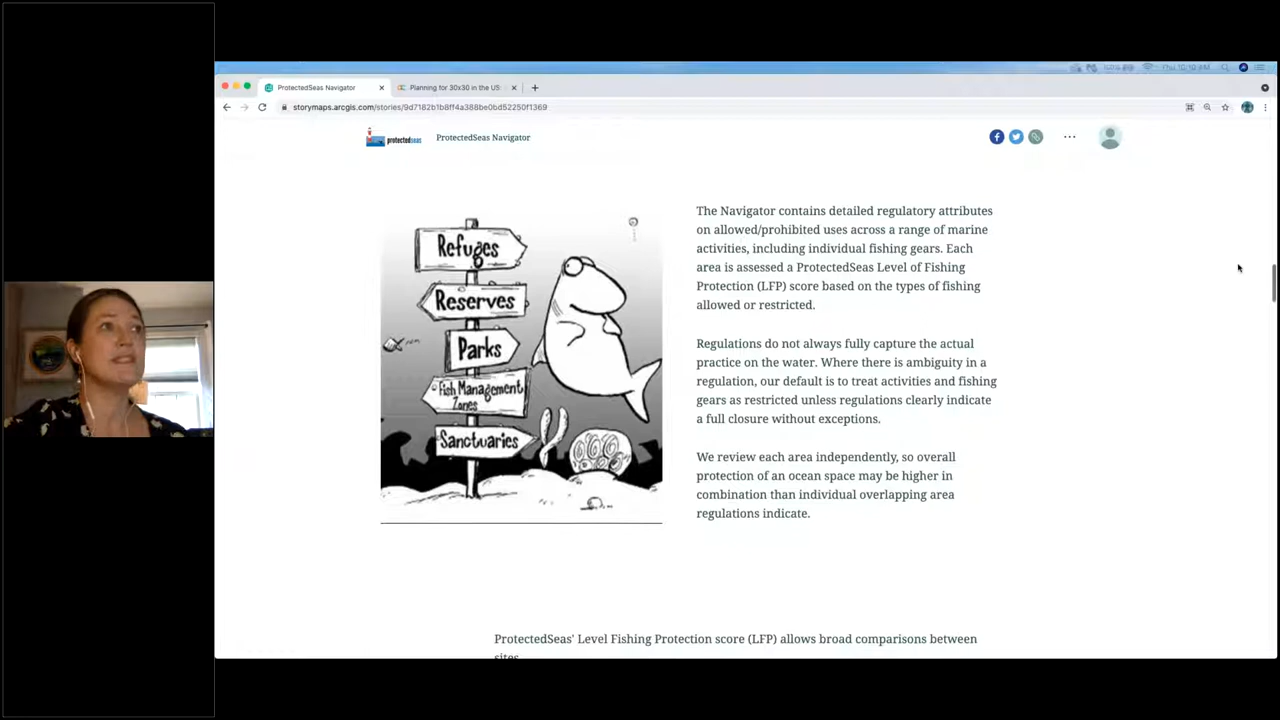 Thu 10:10 AM
ProtectedSeas Navigator
Planning for 30x30 in the US:
storymaps.arcgis.com/stories/9d7182b1b8ff4a388be0bd52250f1369
protectedseas
ProtectedSeas Navigator
Refuges
Reserves
Parks
Fish Management
Zones
Sanctuaries
The Navigator contains detailed regulatory attributes
on allowed/prohibited uses across a range of marine
activities, including individual fishing gears. Each
area is assessed a ProtectedSeas Level of Fishing
Protection (LFP) score based on the types of fishing
allowed or restricted.
Regulations do not always fully capture the actual
practice on the water. Where there is ambiguity in a
regulation, our default is to treat activities and fishing
gears as restricted unless regulations clearly indicate
a full closure without exceptions.
We review each area independently, so overall
protection of an ocean space may be higher in
combination than individual overlapping area
regulations indicate.
ProtectedSeas' Level Fishing Protection score (LFP) allows broad comparisons between
sites.